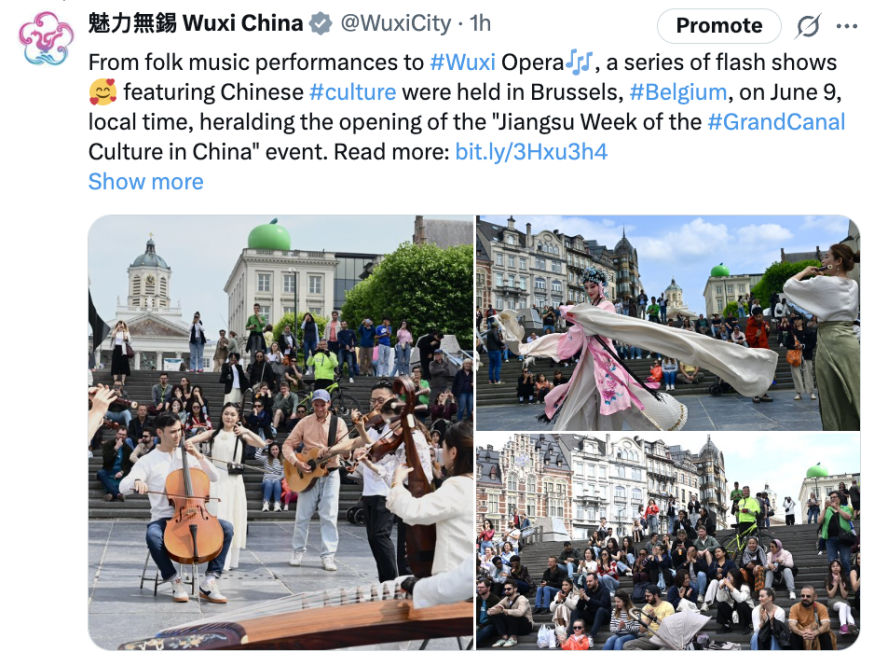 魅力無錫 Wuxi China @WuxiCity · 1h Promote
From folk music performances to #Wuxi Opera🎶, a series of flash shows
🥰 featuring Chinese #culture were held in Brussels, #Belgium, on June 9,
local time, heralding the opening of the "Jiangsu Week of the #GrandCanal
Culture in China" event. Read more: bit.ly/3Hxu3h4
Show more